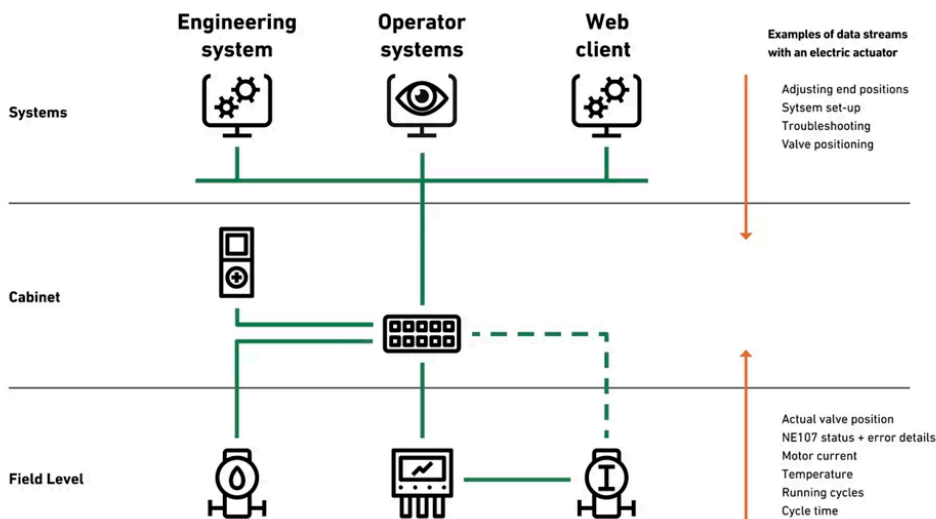 Engineering
system
Operator
systems
Web
client
Examples of data streams
with an electric actuator
Systems
Adjusting end positions
Sytsem set-up
Troubleshooting
Valve positioning
Cabinet
Field Level
Actual valve position
NE107 status + error details
Motor current
Temperature
Running cycles
Cycle time